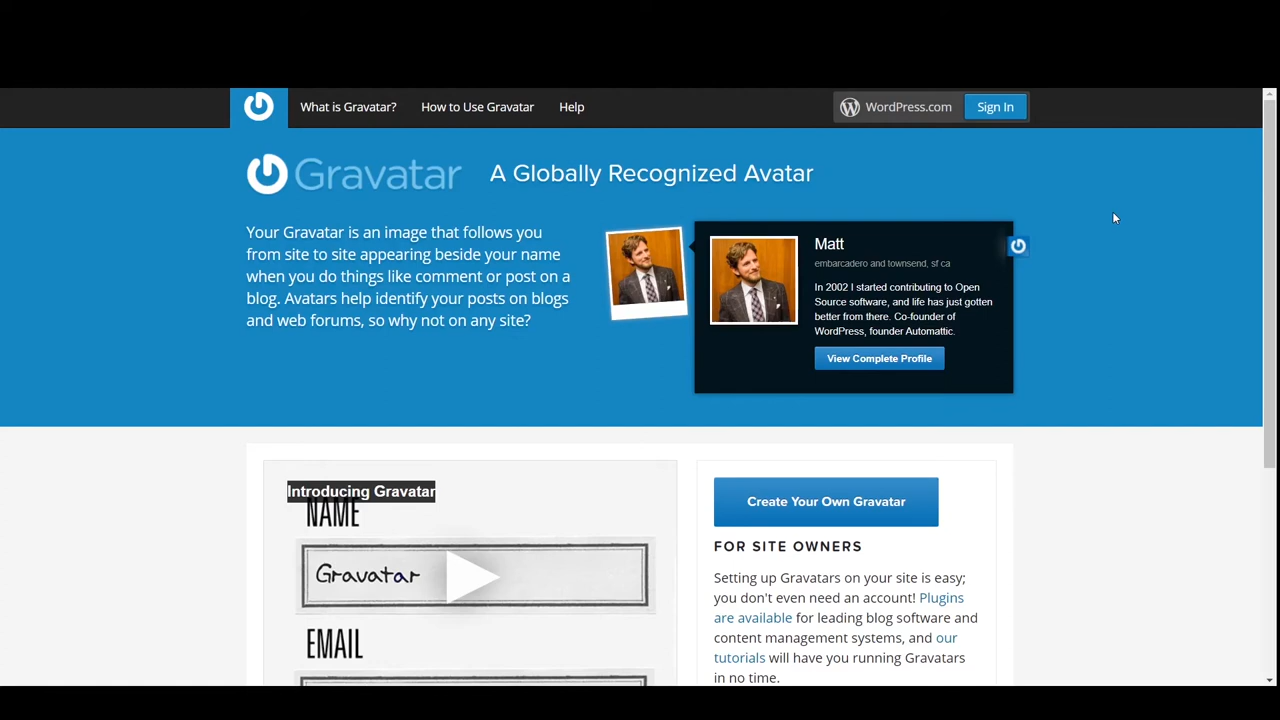 What is Gravatar?
How to Use Gravatar
Help
WordPress.com
Sign In
Gravatar
A Globally Recognized Avatar
Your Gravatar is an image that follows you
from site to site appearing beside your name
when you do things like comment or post on a
blog. Avatars help identify your posts on blogs
and web forums, so why not on any site?
Matt
embarcadero and townsend, sf ca
In 2002 I started contributing to Open
Source software, and life has just gotten
better from there. Co-founder of
WordPress, founder Automattic.
View Complete Profile
Introducing Gravatar
NAME
Gravatar
EMAIL
Create Your Own Gravatar
FOR SITE OWNERS
Setting up Gravatars on your site is easy;
you don't even need an account! Plugins
are available for leading blog software and
content management systems, and our
tutorials will have you running Gravatars
in no time.